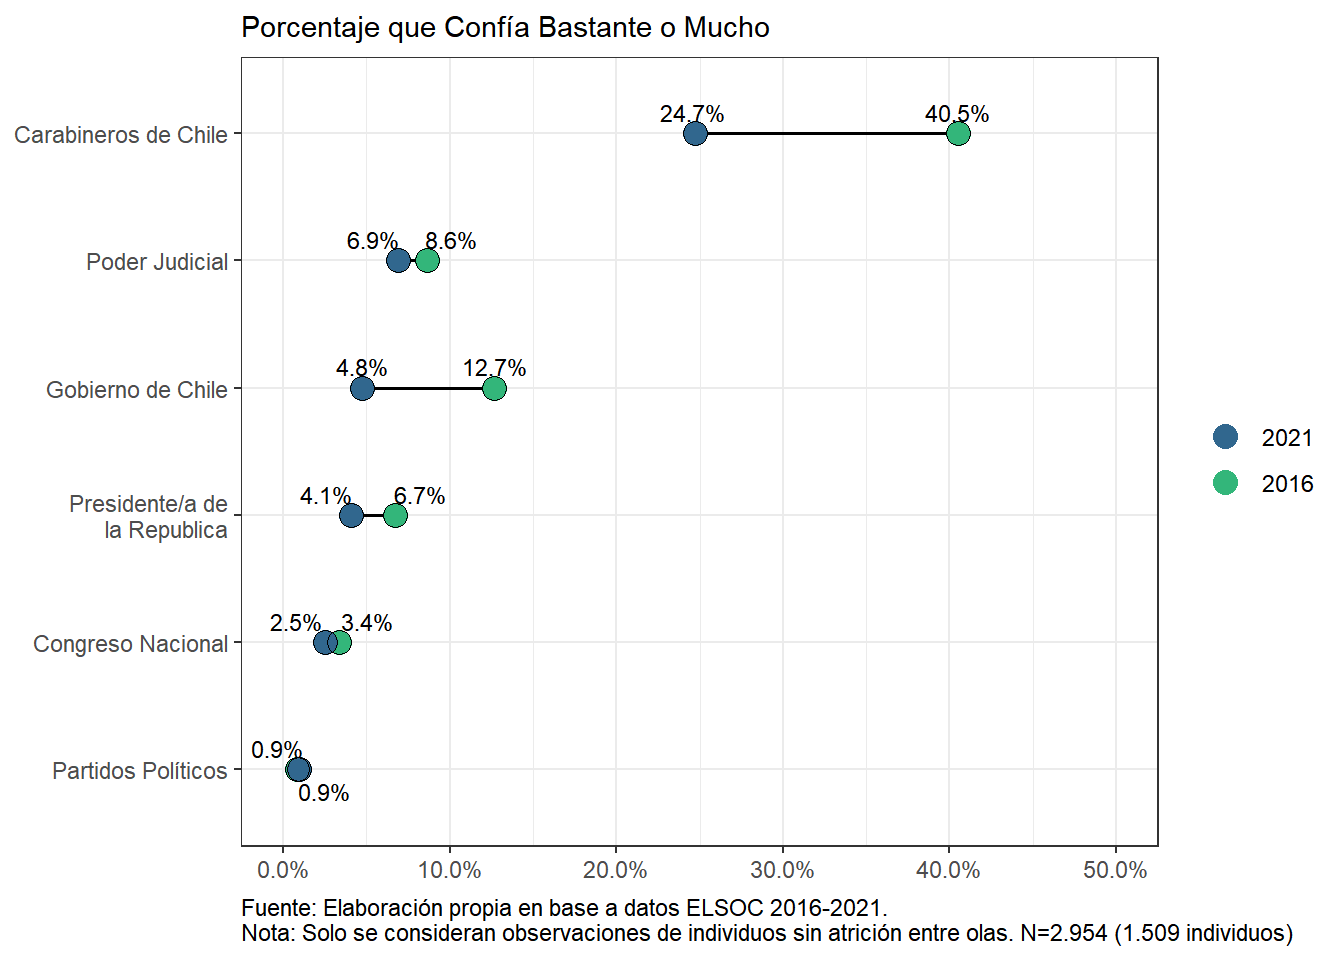 Porcentaje que Confía Bastante o Mucho
24.7% 40.5%
Carabineros de Chile
6.9% 8.6%
Poder Judicial
4.8% 12.7%
Gobierno de Chile
4.1% 6.7%
Presidente/a de
la Republica
2.5% 3.4%
Congreso Nacional
0.9%
Partidos Políticos
0.9%
2021
2016
0.0% 10.0% 20.0% 30.0% 40.0% 50.0%
Fuente: Elaboración propia en base a datos ELSOC 2016-2021.
Nota: Solo se consideran observaciones de individuos sin atrición entre olas. N=2.954 (1.509 individuos)